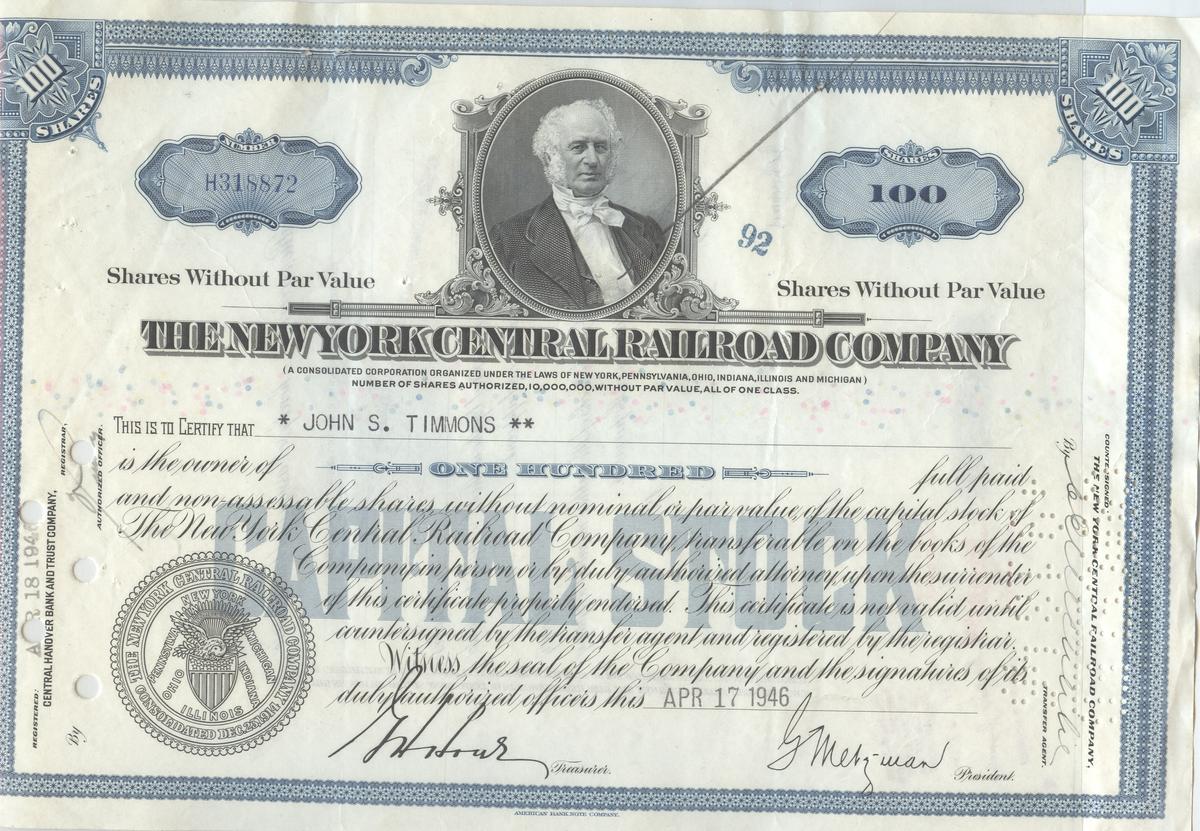 100
SHARES
100
SHARES
NUMBER
H318872
SHARES
100
92
Shares Without Par Value
Shares Without Par Value
THE NEW YORK CENTRAL RAILROAD COMPANY
(A CONSOLIDATED CORPORATION ORGANIZED UNDER THE LAWS OF NEW YORK, PENNSYLVANIA, OHIO, INDIANA, ILLINOIS AND MICHIGAN)
NUMBER OF SHARES AUTHORIZED, 10,000,000, WITHOUT PAR VALUE, ALL OF ONE CLASS.
THIS IS TO CERTIFY THAT * JOHN S. TIMMONS **
is the owner of ONE HUNDRED full paid
and non-assessable shares without nominal or par value, of the capital stock of
The New York Central Railroad Company, transferable on the books of the
Company, in person or by duly authorized attorney upon the surrender
of this certificate properly endorsed. This certificate is not valid until
countersigned by the transfer agent and registered by the registrar.
Witness the seal of the Company and the signatures of its
duly authorized officers this APR 17 1946
CAPITAL STOCK
THE NEW YORK CENTRAL RAILROAD COMPANY
CONSOLIDATED DEC. 23, 1914
NEW YORK
PENNSYLVANIA
MICHIGAN
OHIO
INDIANA
ILLINOIS
Treasurer.
G Metzman
President.
REGISTERED: 18 194
CENTRAL HANOVER BANK AND TRUST COMPANY,
REGISTRAR,
By
AUTHORIZED OFFICER.
COUNTERSIGNED:
THE NEW YORK CENTRAL RAILROAD COMPANY,
By
TRANSFER AGENT.
AMERICAN BANK NOTE COMPANY.